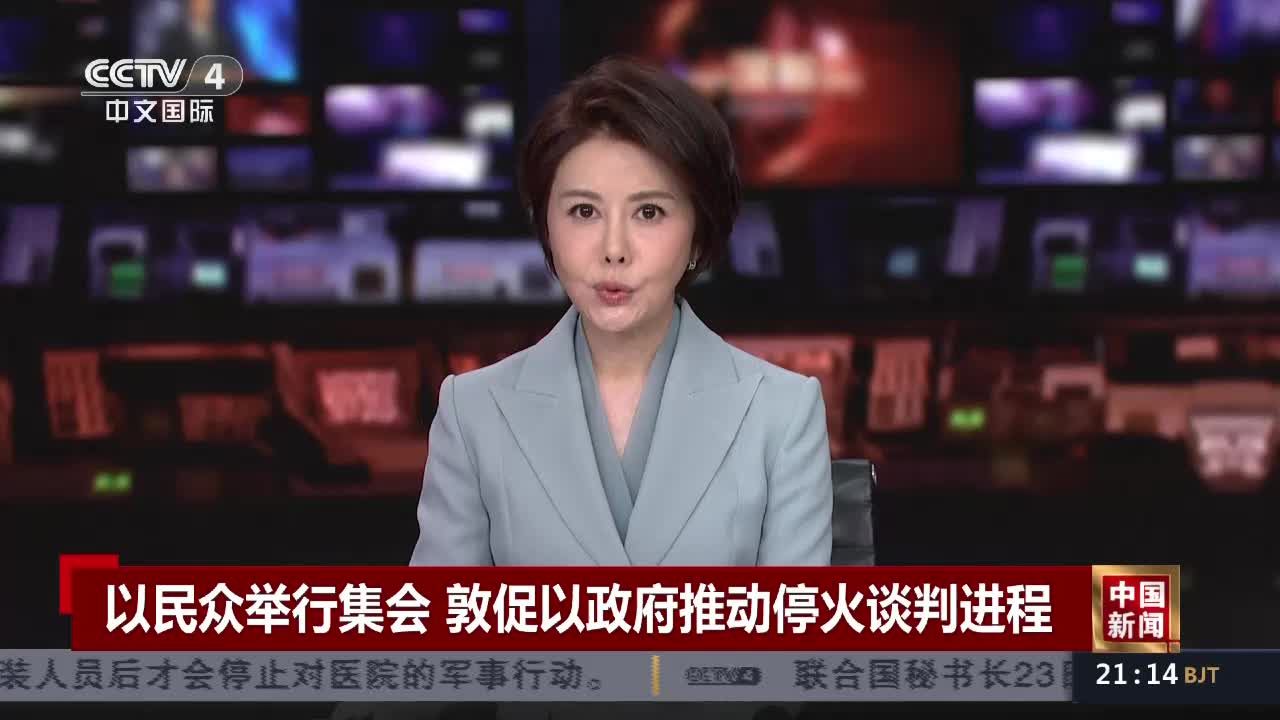 CCTV 4
中文国际
以民众举行集会 敦促以政府推动停火谈判进程
中国
新闻
装人员后才会停止对医院的军事行动。 CCTV4 联合国秘书长23
21:14 BJT